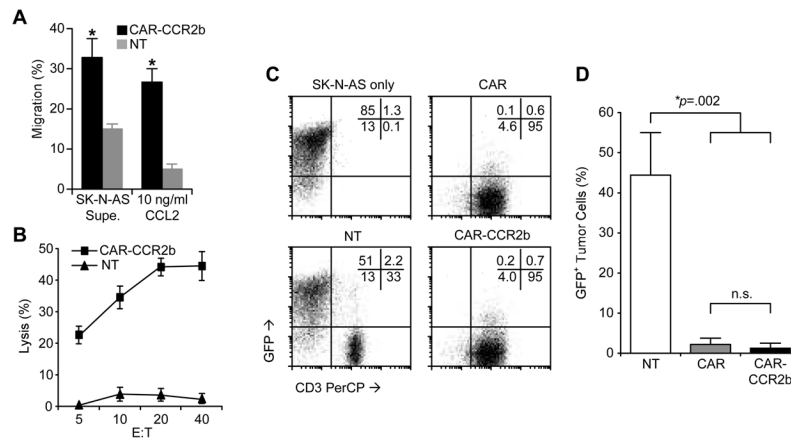 A
CAR-CCR2b
NT
Migration (%)
40
30
20
10
0
*
*
SK-N-AS Supe.
10 ng/ml CCL2
B
CAR-CCR2b
NT
Lysis (%)
50
40
30
20
10
0
5 10 20 40
E:T
C
SK-N-AS only
85 1.3
13 0.1
CAR
0.1 0.6
4.6 95
NT
51 2.2
13 33
CAR-CCR2b
0.2 0.7
4.0 95
GFP →
CD3 PerCP →
D
*p=.002
GFP+ Tumor Cells (%)
60
50
40
30
20
10
0
n.s.
NT
CAR
CAR-CCR2b